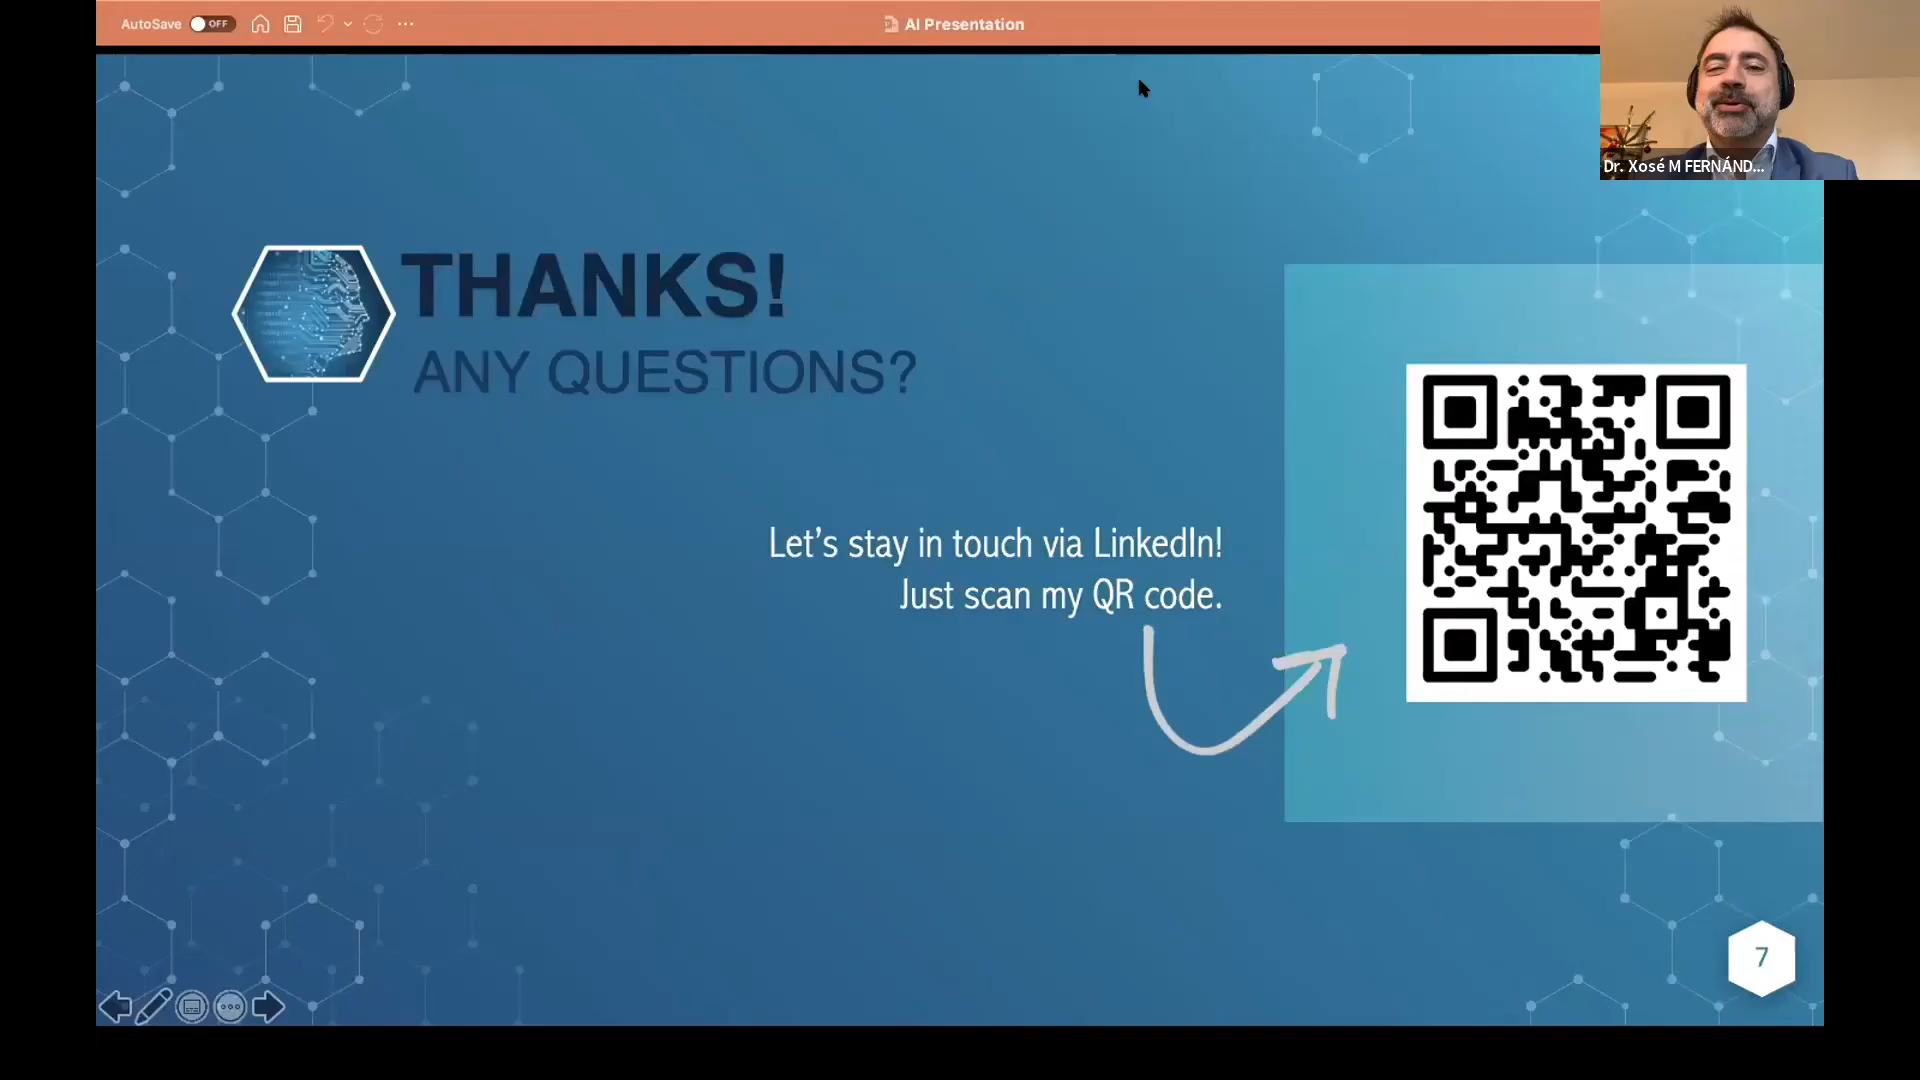 AutoSave OFF
AI Presentation
Dr. Xosé M FERNÁND...
THANKS!
ANY QUESTIONS?
Let’s stay in touch via LinkedIn!
Just scan my QR code.
7